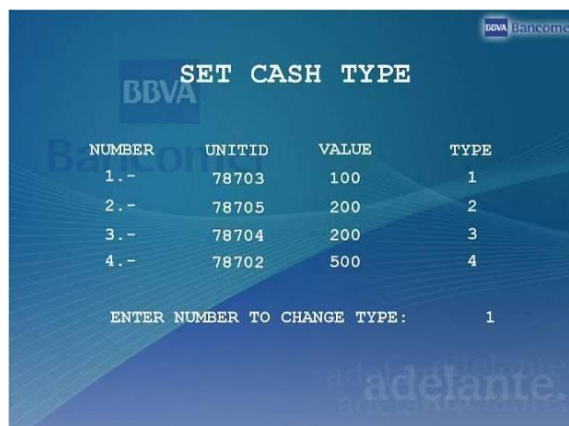 BBVA Bancomer
SET CASH TYPE
BBVA
Bancomer
NUMBER UNITID VALUE TYPE
1.- 78703 100 1
2.- 78705 200 2
3.- 78704 200 3
4.- 78702 500 4
ENTER NUMBER TO CHANGE TYPE: 1
adelante.